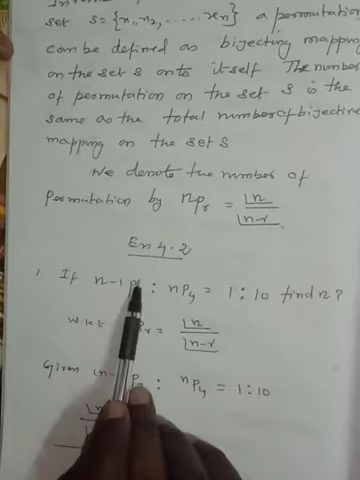 set s = {x1, x2, ..... xn} a permutation
can be defined as bijecting mapping
on the set s onto itself The number
of permutation on the set S is the
same as the total number of bijective
mapping on the set S
We denote the number of
permutation by nPr = ⌊n / ⌊n-r
Ex 4.2
1. If n-1 P : nP4 = 1:10 find n?
W.K.T Pr = ⌊n / ⌊n-r
Given (n- P3 : nP4 = 1:10